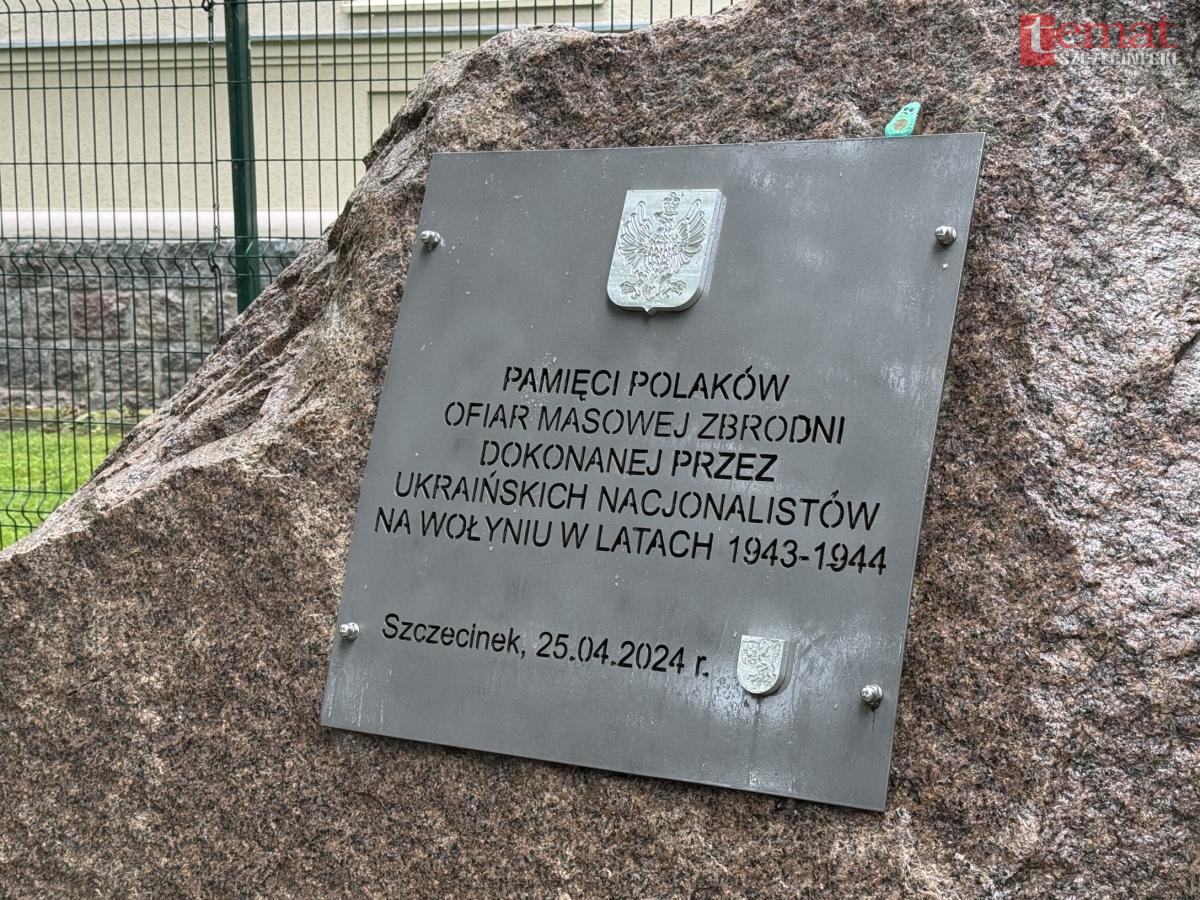 temat
SZCZECINECKI
PAMIĘCI POLAKÓW
OFIAR MASOWEJ ZBRODNI
DOKONANEJ PRZEZ
UKRAIŃSKICH NACJONALISTÓW
NA WOŁYNIU W LATACH 1943-1944
Szczecinek, 25.04.2024 r.